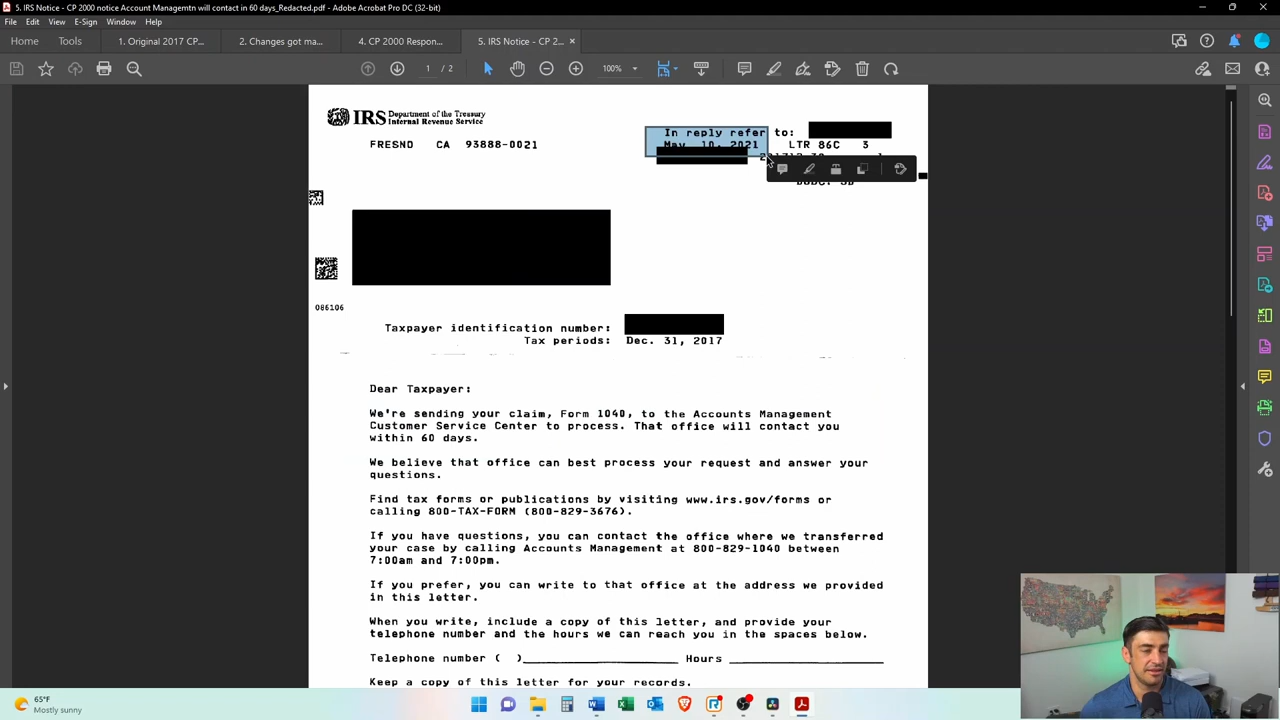 5. IRS Notice - CP 2000 notice Account Managemtn will contact in 60 days_Redacted.pdf - Adobe Acrobat Pro DC (32-bit)
File Edit View E-Sign Window Help
Home Tools 1. Original 2017 CP... 2. Changes got ma... 4. CP 2000 Respon... 5. IRS Notice - CP 2... ×
1 / 2 100%
IRS Department of the Treasury
Internal Revenue Service
In reply refer to:
FRESNO CA 93888-0021 May 10, 2021 LTR 86C 3
086106
Taxpayer identification number:
Tax periods: Dec. 31, 2017
Dear Taxpayer:
We're sending your claim, Form 1040, to the Accounts Management
Customer Service Center to process. That office will contact you
within 60 days.
We believe that office can best process your request and answer your
questions.
Find tax forms or publications by visiting www.irs.gov/forms or
calling 800-TAX-FORM (800-829-3676).
If you have questions, you can contact the office where we transferred
your case by calling Accounts Management at 800-829-1040 between
7:00am and 7:00pm.
If you prefer, you can write to that office at the address we provided
in this letter.
When you write, include a copy of this letter, and provide your
telephone number and the hours we can reach you in the spaces below.
Telephone number ( ) Hours
Keep a copy of this letter for your records.
65°F
Mostly sunny